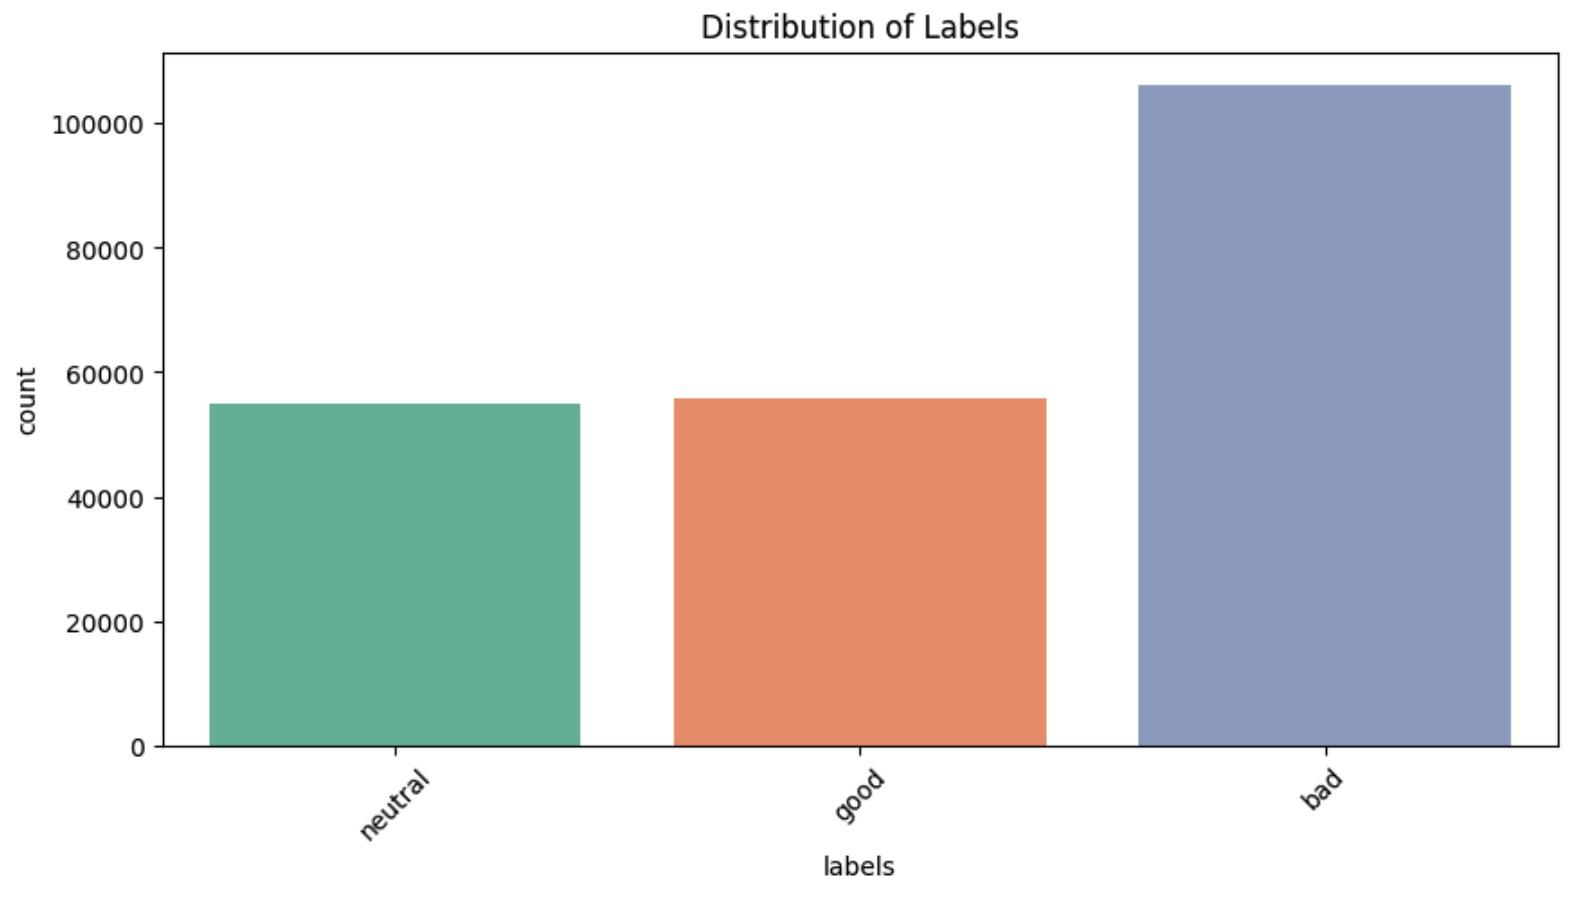 Distribution of Labels
100000
80000
60000
40000
20000
0
count
neutral
good
bad
labels